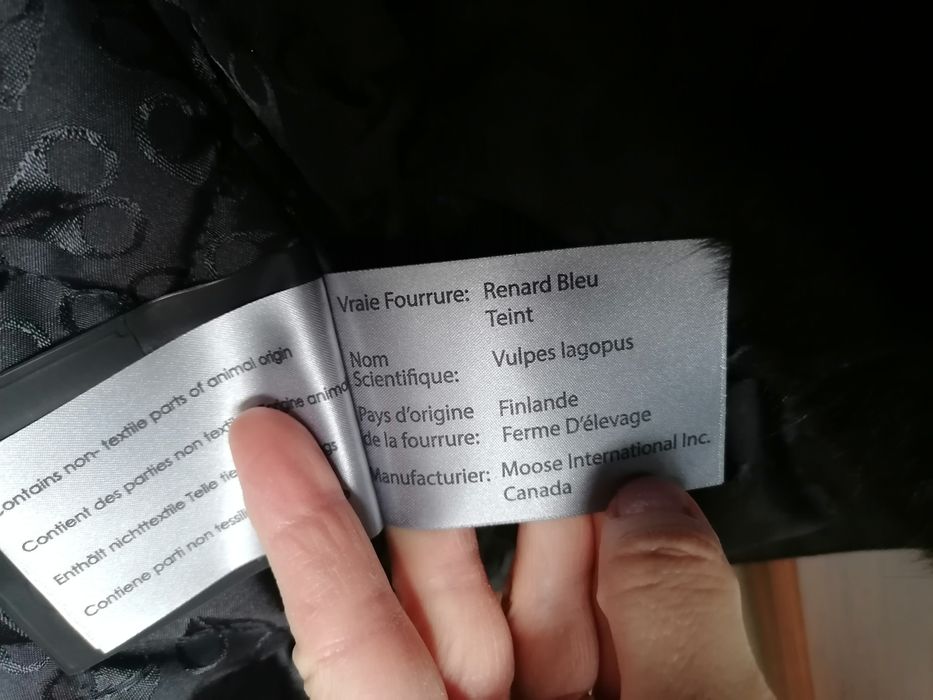 Contains non- textile parts of animal origin
Contient des parties non
Enthält nichttextile Teile
Contiene parti non
Vraie Fourrure: Renard Bleu
Teint
Nom
Scientifique: Vulpes lagopus
Pays d'origine Finlande
de la fourrure: Ferme D'élevage
Manufacturier: Moose International Inc.
Canada